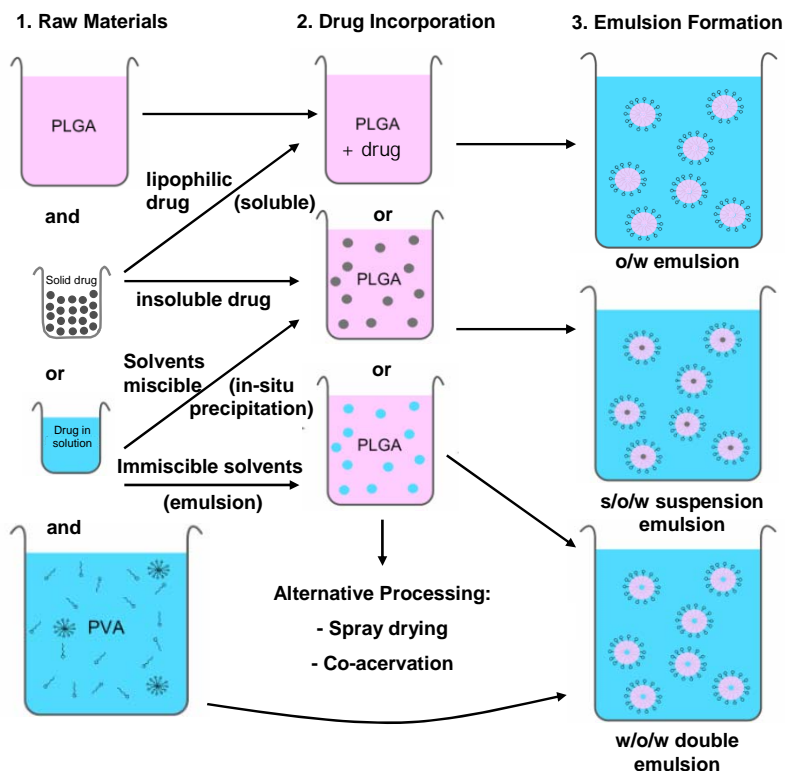 1. Raw Materials
2. Drug Incorporation
3. Emulsion Formation
PLGA
PLGA
+ drug
lipophilic
drug
(soluble)
and
or
o/w emulsion
Solid drug
insoluble drug
PLGA
or
Solvents
miscible
(in-situ
precipitation)
or
Drug in
solution
PLGA
Immiscible solvents
(emulsion)
s/o/w suspension
emulsion
and
PVA
Alternative Processing:
- Spray drying
- Co-acervation
w/o/w double
emulsion